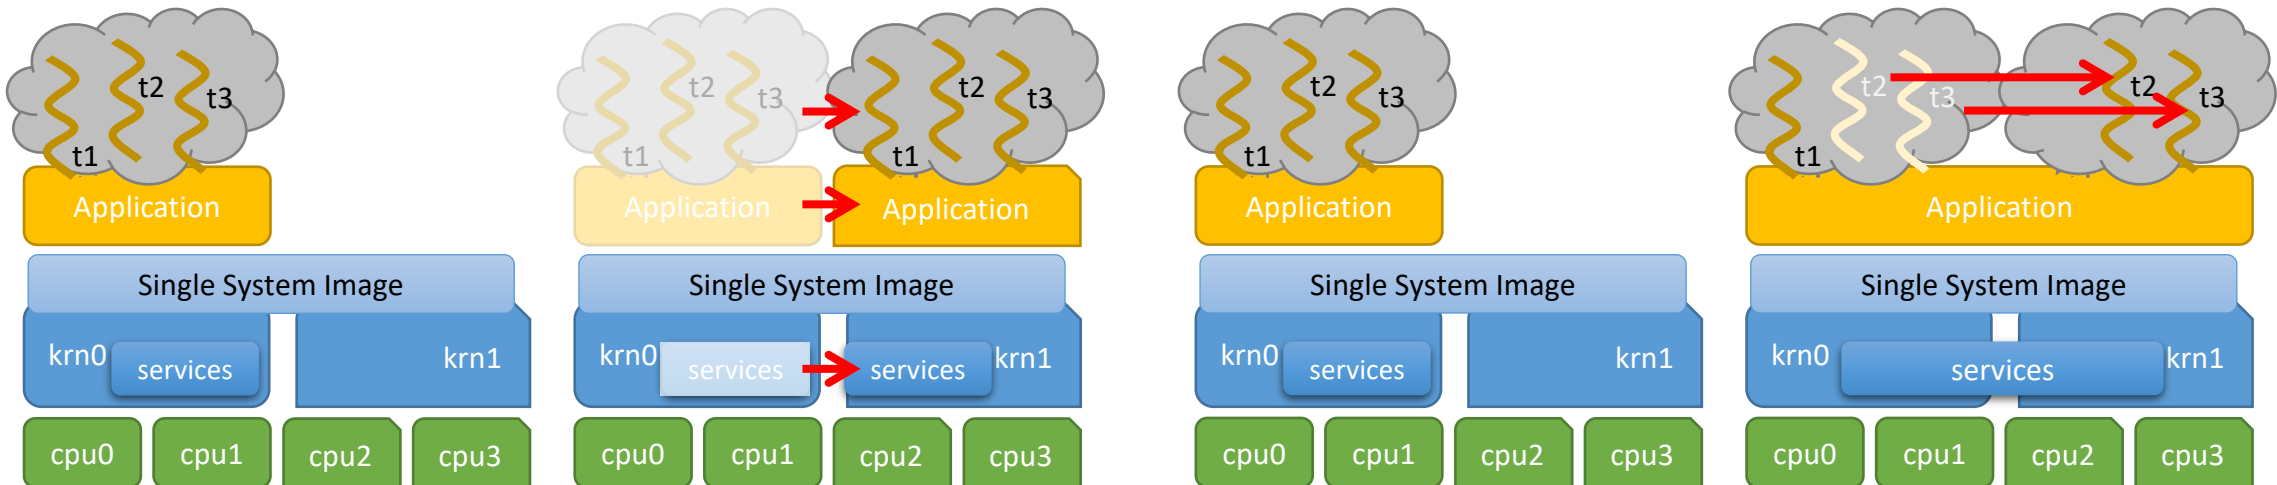 t1
t2
t3
Application
Single System Image
krn0
services
krn1
cpu0
cpu1
cpu2
cpu3
t1
t2
t3
t1
t2
t3
Application
Application
Single System Image
krn0
services
services
krn1
cpu0
cpu1
cpu2
cpu3
t1
t2
t3
Application
Single System Image
krn0
services
krn1
cpu0
cpu1
cpu2
cpu3
t1
t2
t3
t2
t3
Application
Single System Image
krn0
services
krn1
cpu0
cpu1
cpu2
cpu3